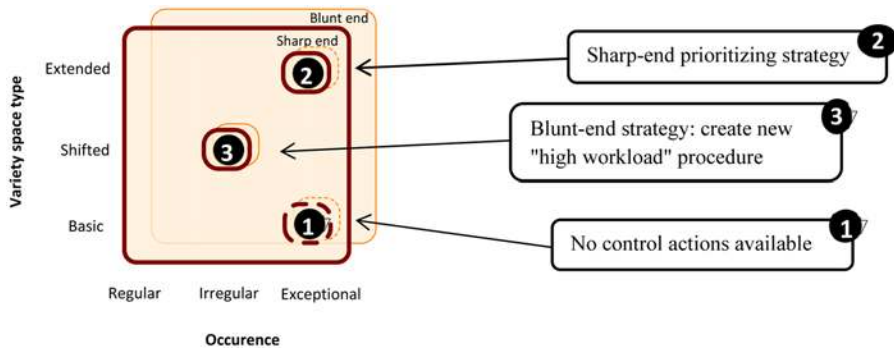 Blunt end
Sharp end
Variety space type
Extended
Shifted
Basic
2
3
1
Regular
Irregular
Exceptional
Occurence
2
Sharp-end prioritizing strategy
3
Blunt-end strategy: create new
"high workload" procedure
1
No control actions available